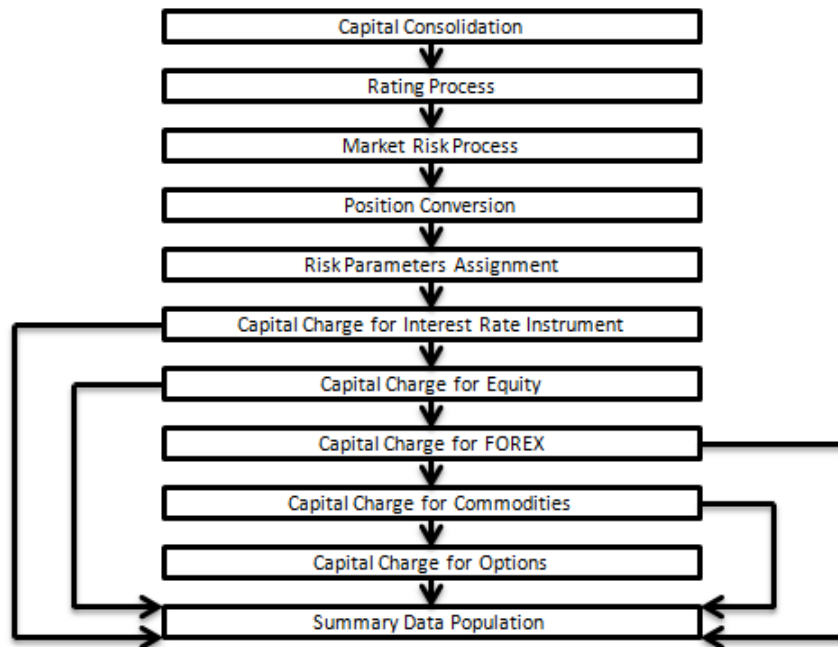 Capital Consolidation
Rating Process
Market Risk Process
Position Conversion
Risk Parameters Assignment
Capital Charge for Interest Rate Instrument
Capital Charge for Equity
Capital Charge for FOREX
Capital Charge for Commodities
Capital Charge for Options
Summary Data Population